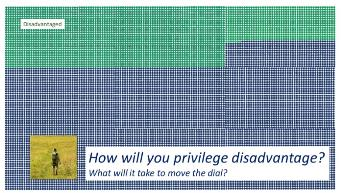 Disadvantaged
How will you privilege disadvantage?
What will it take to move the dial?